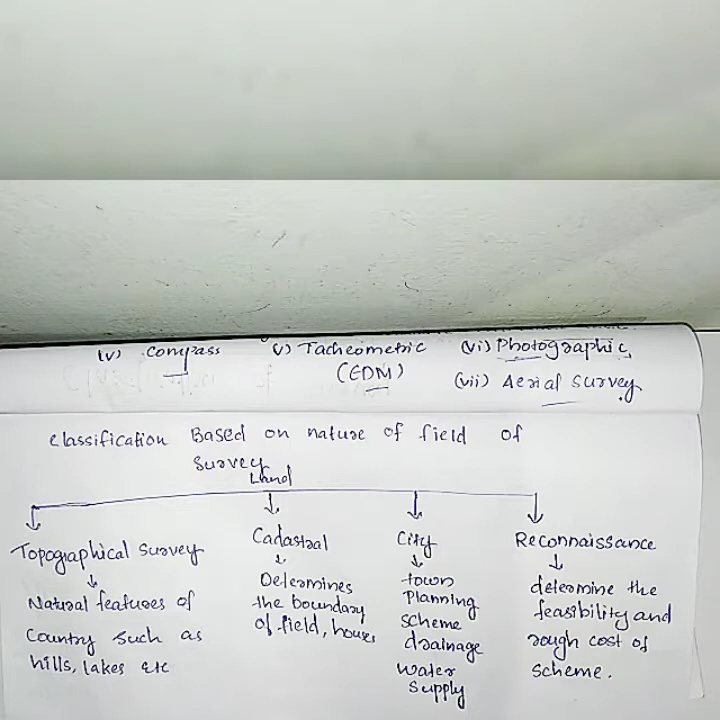 (v) Compass (v) Tacheometric (vi) Photographic
(EDM) (vii) Aerial Survey
Classification Based on nature of field of
Survey
Land
Topographical Survey
Natural features of
Country such as
hills, lakes etc
Cadastral
Determines
the boundary
of field, houses
City
town
Planning
scheme
drainage
Water
Supply
Reconnaissance
determine the
feasibility and
rough cost of
scheme.